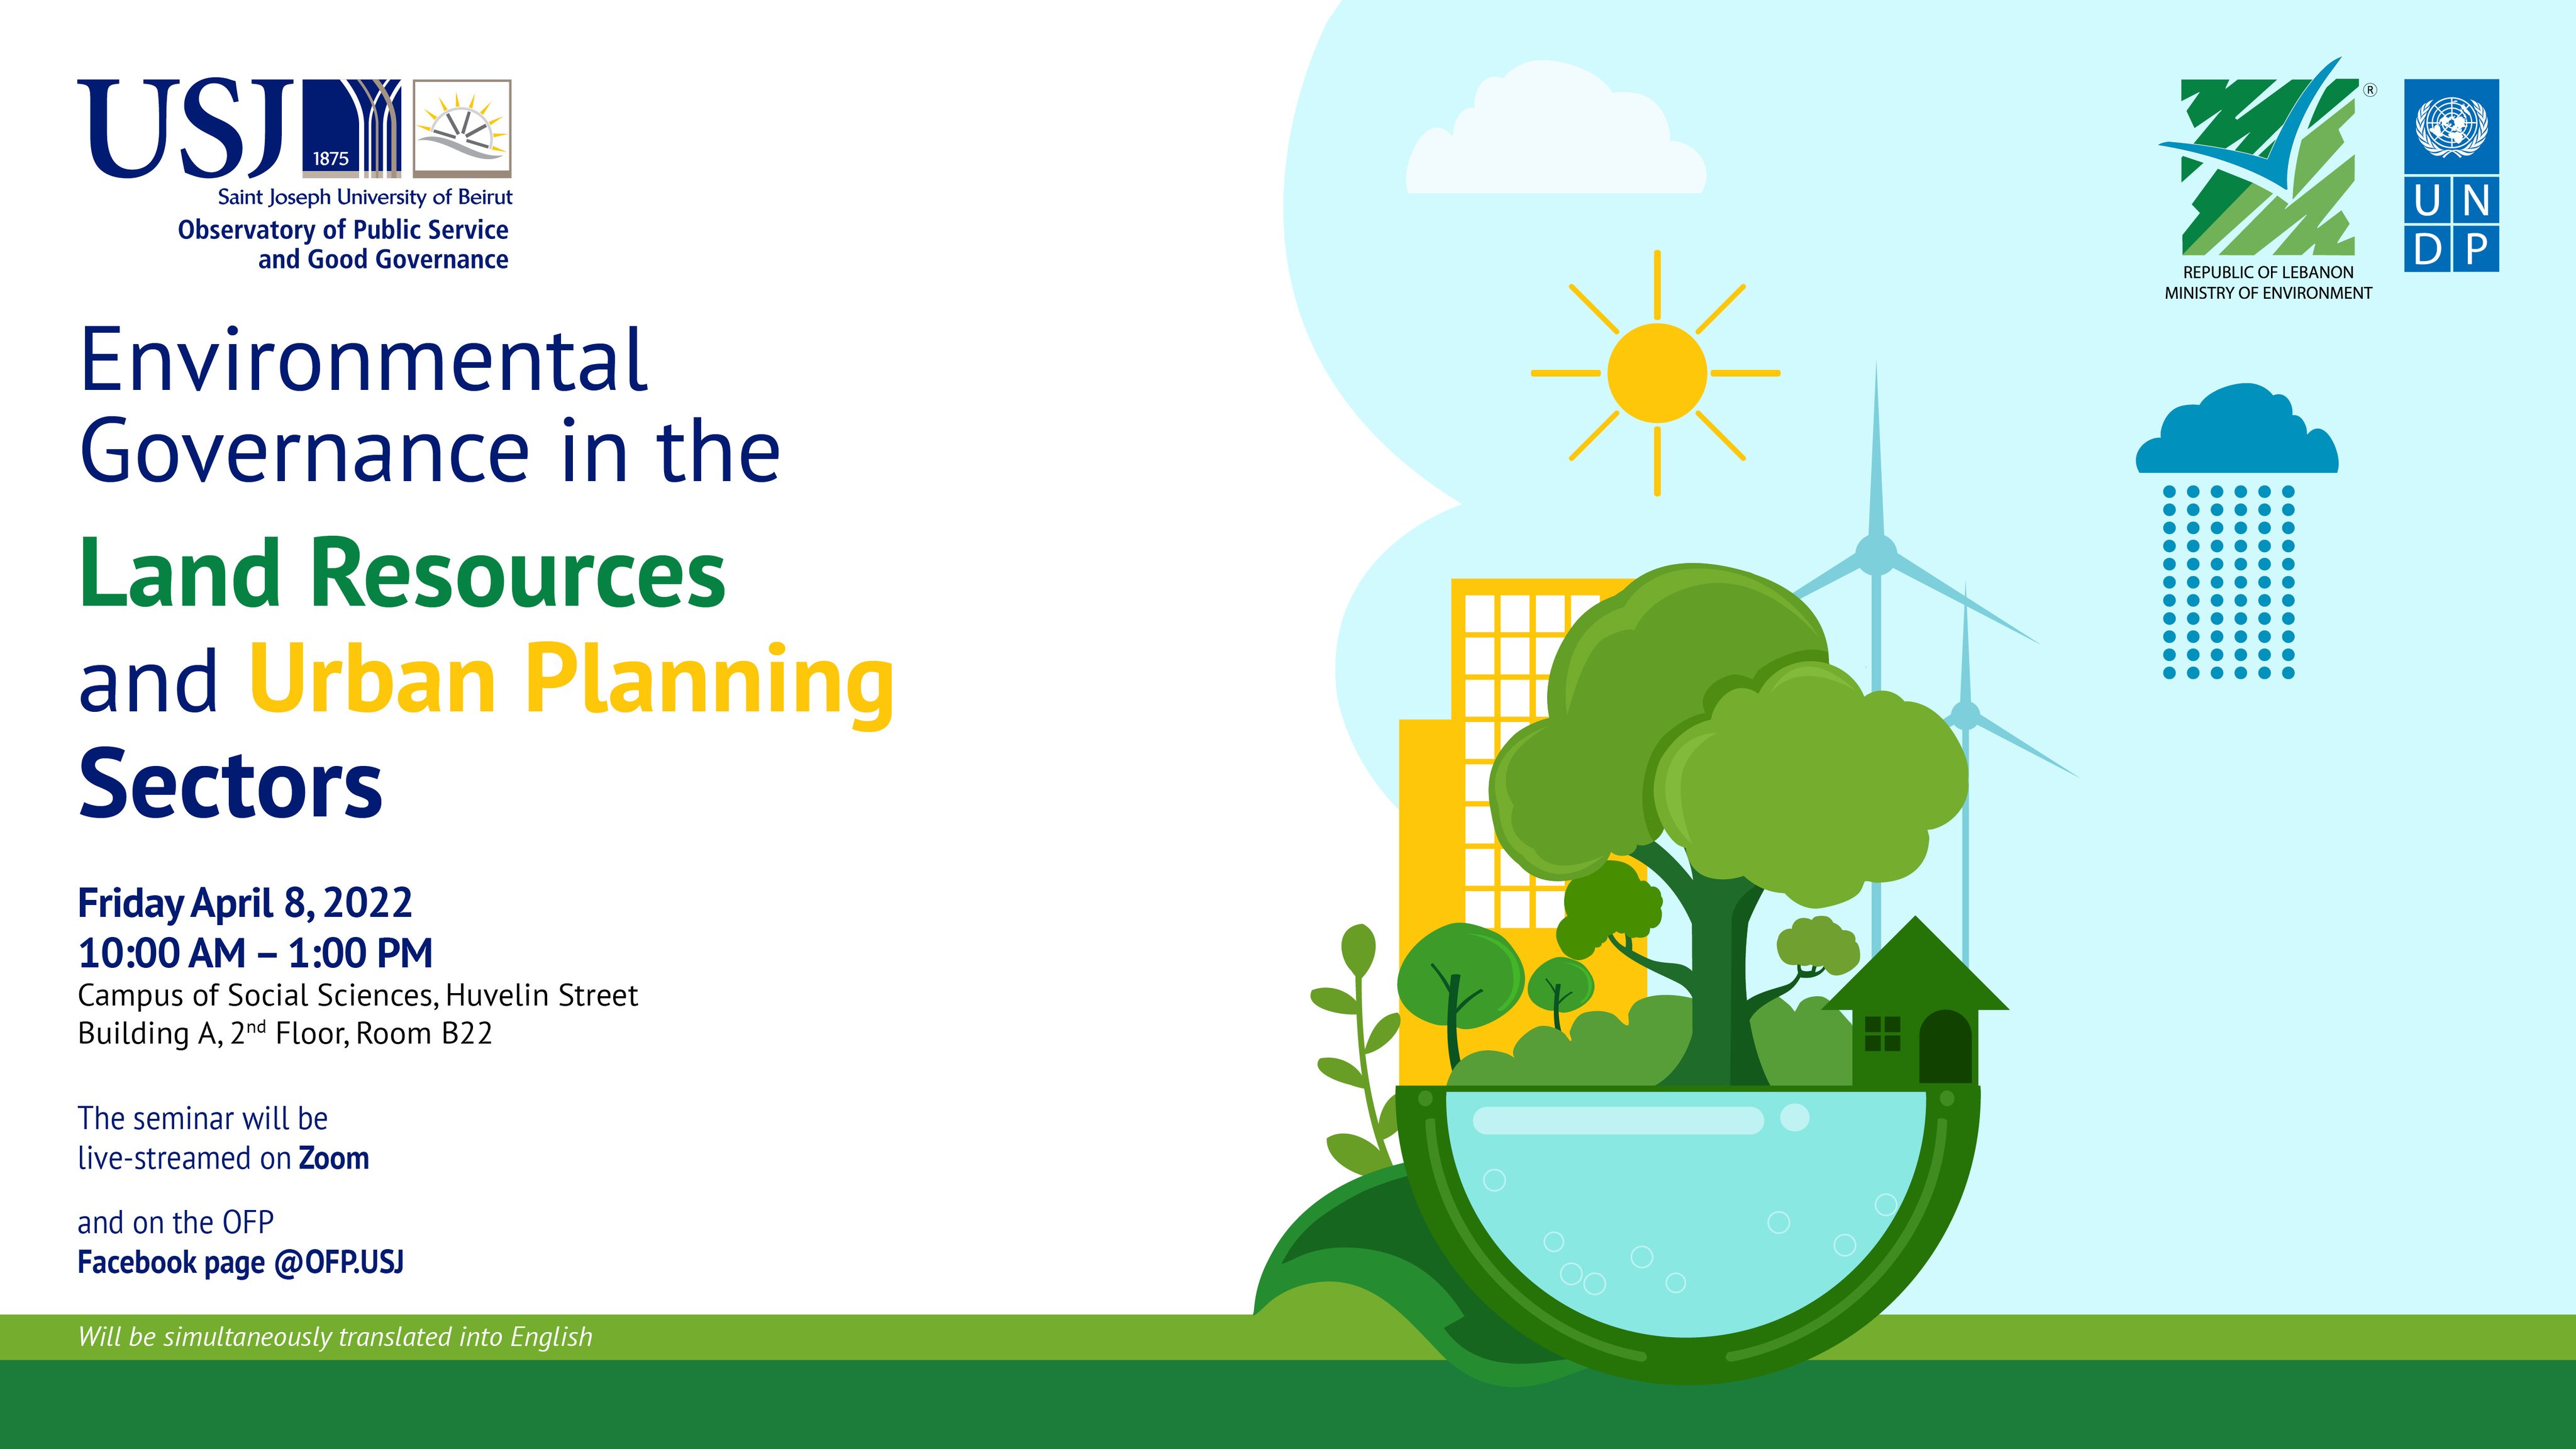 USJ
1875
Saint Joseph University of Beirut
Observatory of Public Service
and Good Governance
®
REPUBLIC OF LEBANON
MINISTRY OF ENVIRONMENT
U N
D P
Environmental
Governance in the
Land Resources
and Urban Planning
Sectors
Friday April 8, 2022
10:00 AM – 1:00 PM
Campus of Social Sciences, Huvelin Street
Building A, 2nd Floor, Room B22
The seminar will be
live-streamed on Zoom
and on the OFP
Facebook page @OFP.USJ
Will be simultaneously translated into English